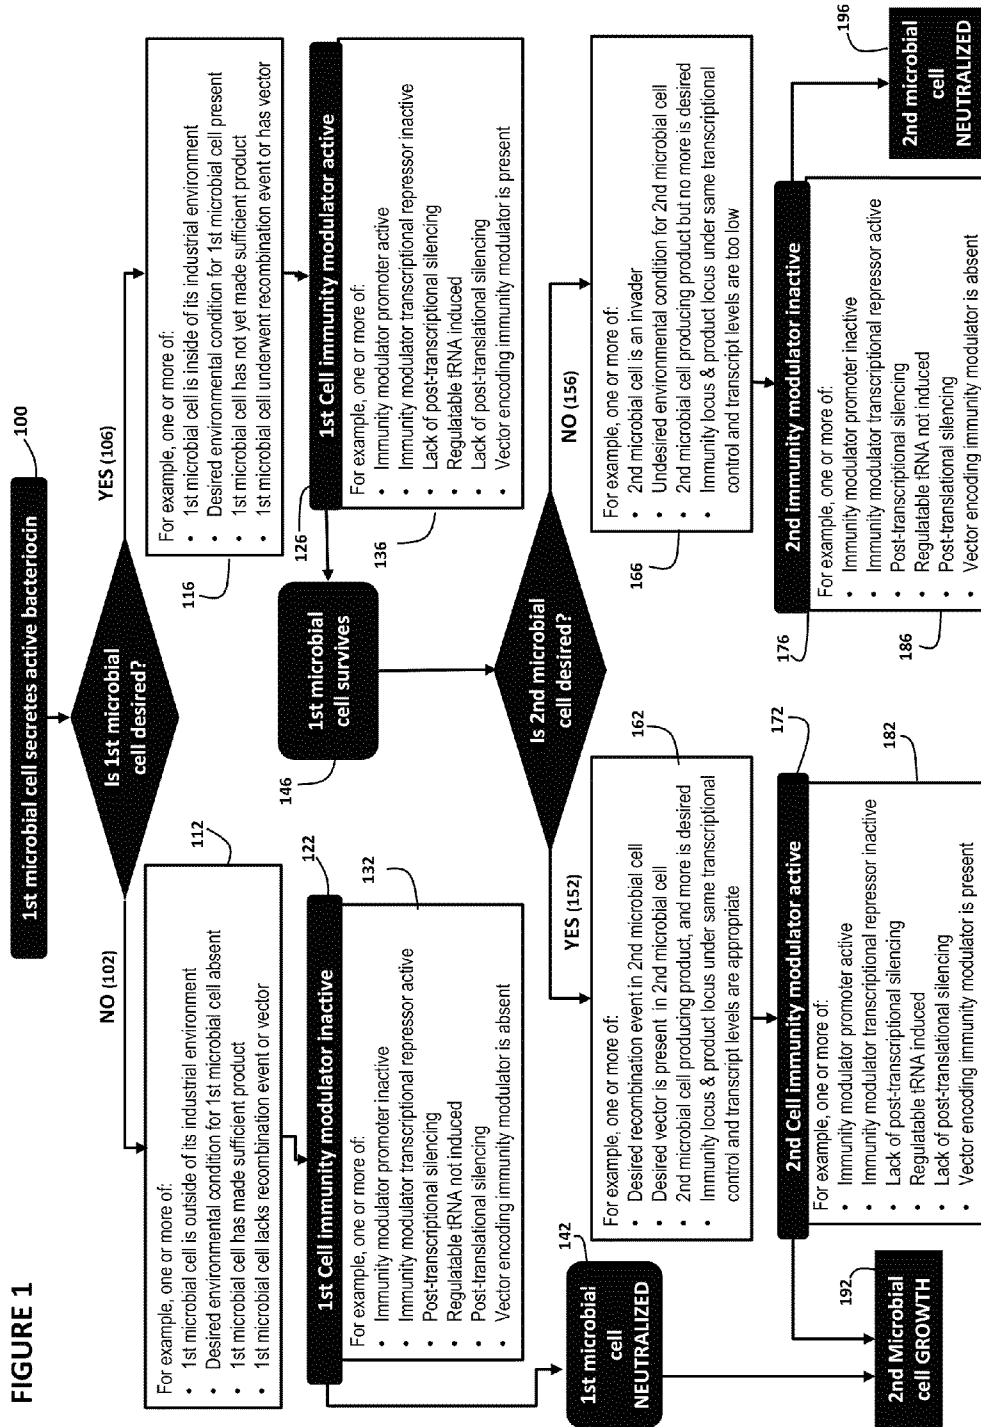 FIGURE 1
1st microbial cell secretes active bacteriocin
100
Is 1st microbial
cell desired?
NO (102)
YES (106)
For example, one or more of:
• 1st microbial cell is outside of its industrial environment
• Desired environmental condition for 1st microbial cell absent
• 1st microbial cell has made sufficient product
• 1st microbial cell lacks recombination event or vector
112
For example, one or more of:
• 1st microbial cell is inside of its industrial environment
• Desired environmental condition for 1st microbial cell present
• 1st microbial cell has not yet made sufficient product
• 1st microbial cell underwent recombination event or has vector
116
1st Cell immunity modulator inactive
122
For example, one or more of:
• Immunity modulator promoter inactive
• Immunity modulator transcriptional repressor active
• Post-transcriptional silencing
• Regulatable tRNA not induced
• Post-translational silencing
• Vector encoding immunity modulator is absent
132
1st Cell immunity modulator active
126
For example, one or more of:
• Immunity modulator promoter active
• Immunity modulator transcriptional repressor inactive
• Lack of post-transcriptional silencing
• Regulatable tRNA induced
• Lack of post-translational silencing
• Vector encoding immunity modulator is present
136
1st microbial
cell survives
146
1st microbial
cell
NEUTRALIZED
142
Is 2nd microbial
cell desired?
YES (152)
NO (156)
For example, one or more of:
• Desired recombination event in 2nd microbial cell
• Desired vector is present in 2nd microbial cell
• 2nd microbial cell producing product, and more is desired
• Immunity locus & product locus under same transcriptional
control and transcript levels are appropriate
162
For example, one or more of:
• 2nd microbial cell is an invader
• Undesired environmental condition for 2nd microbial cell
• 2nd microbial cell producing product but no more is desired
• Immunity locus & product locus under same transcriptional
control and transcript levels are too low
166
2nd Cell immunity modulator active
172
For example, one or more of:
• Immunity modulator promoter active
• Immunity modulator transcriptional repressor inactive
• Lack of post-transcriptional silencing
• Regulatable tRNA induced
• Lack of post-translational silencing
• Vector encoding immunity modulator is present
182
2nd immunity modulator inactive
176
For example, one or more of:
• Immunity modulator promoter inactive
• Immunity modulator transcriptional repressor active
• Post-transcriptional silencing
• Regulatable tRNA not induced
• Post-translational silencing
• Vector encoding immunity modulator is absent
186
2nd Microbial
cell GROWTH
192
2nd microbial
cell
NEUTRALIZED
196